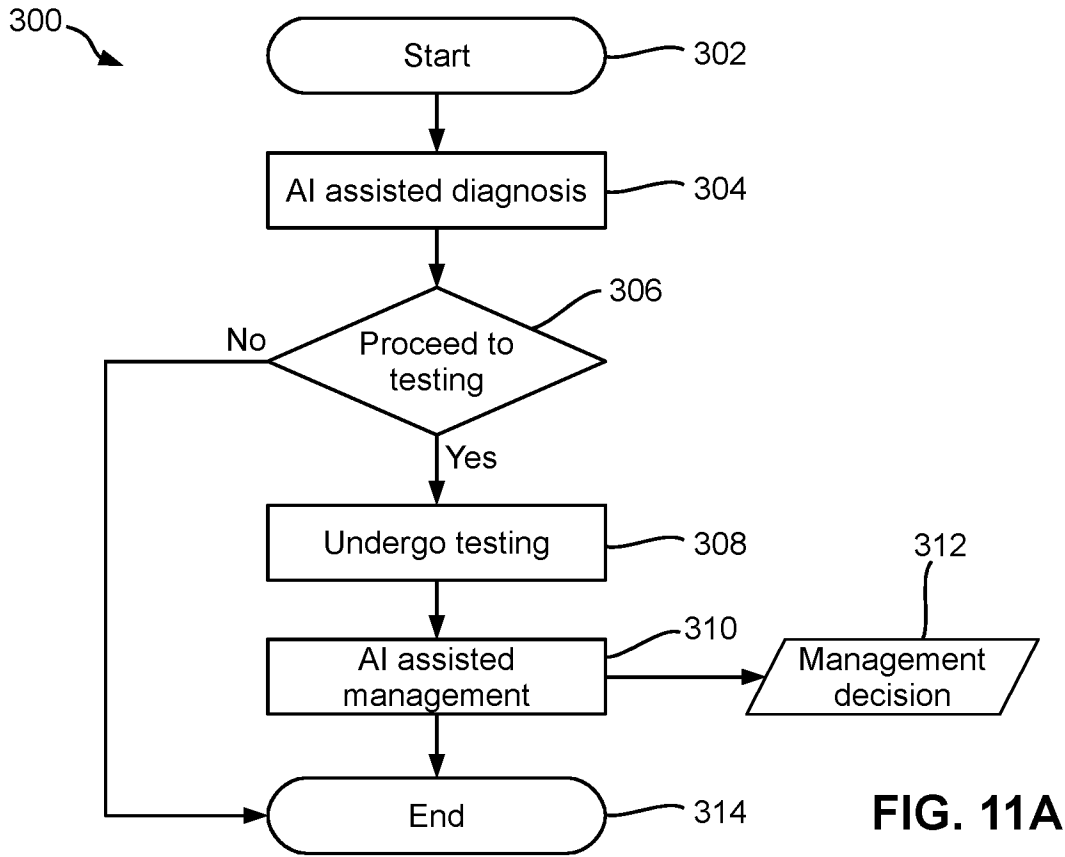 300
Start
302
AI assisted diagnosis
304
306
No
Proceed to
testing
Yes
Undergo testing
308
312
310
AI assisted
management
Management
decision
End
314
FIG. 11A